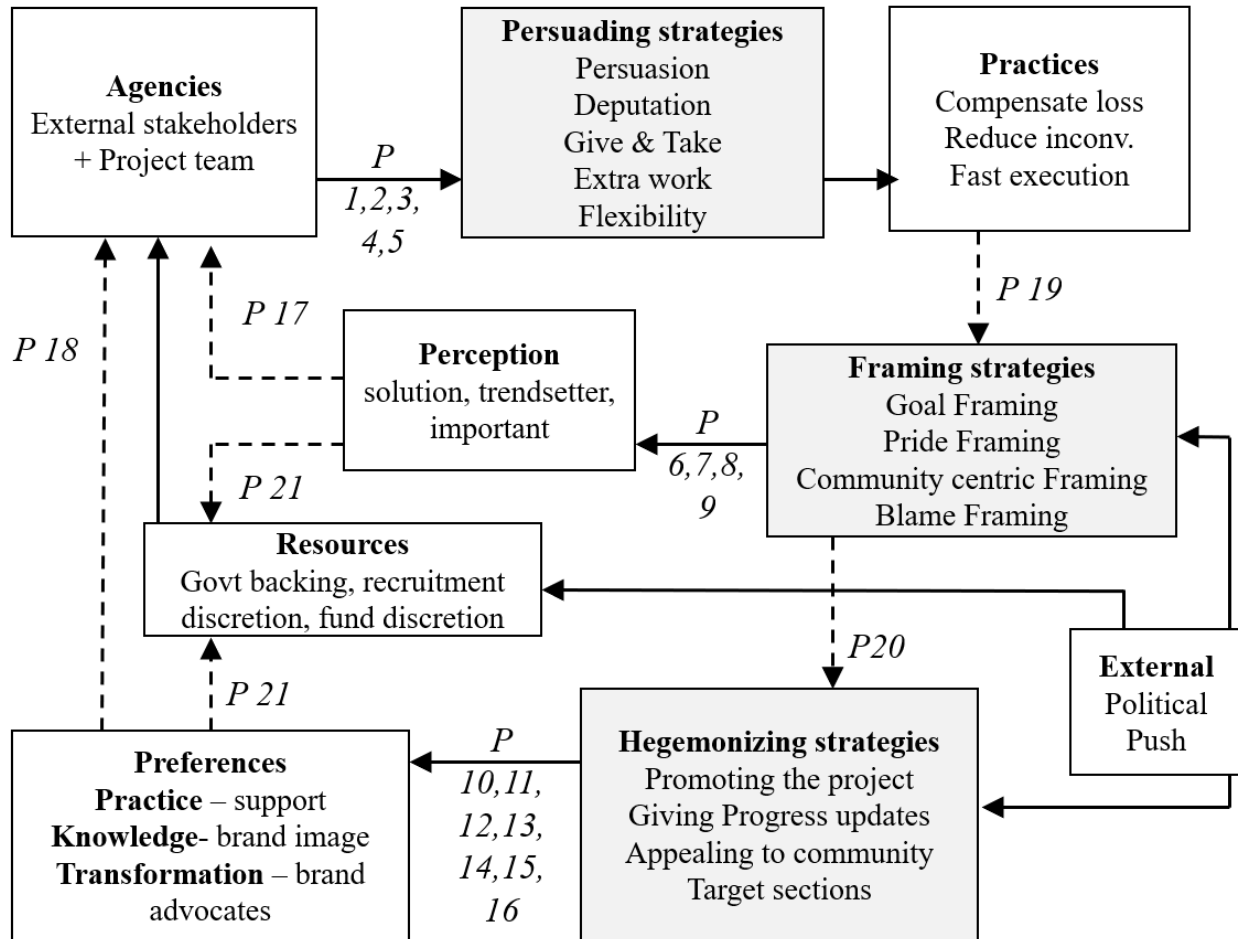 Agencies
External stakeholders
+ Project team
P
1,2,3,
4,5
Persuading strategies
Persuasion
Deputation
Give & Take
Extra work
Flexibility
Practices
Compensate loss
Reduce inconv.
Fast execution
P 19
P 17
P 18
Perception
solution, trendsetter,
important
P
6,7,8,
9
Framing strategies
Goal Framing
Pride Framing
Community centric Framing
Blame Framing
P 21
Resources
Govt backing, recruitment
discretion, fund discretion
P20
External
Political
Push
P 21
Preferences
Practice – support
Knowledge- brand image
Transformation – brand
advocates
P
10,11,
12,13,
14,15,
16
Hegemonizing strategies
Promoting the project
Giving Progress updates
Appealing to community
Target sections